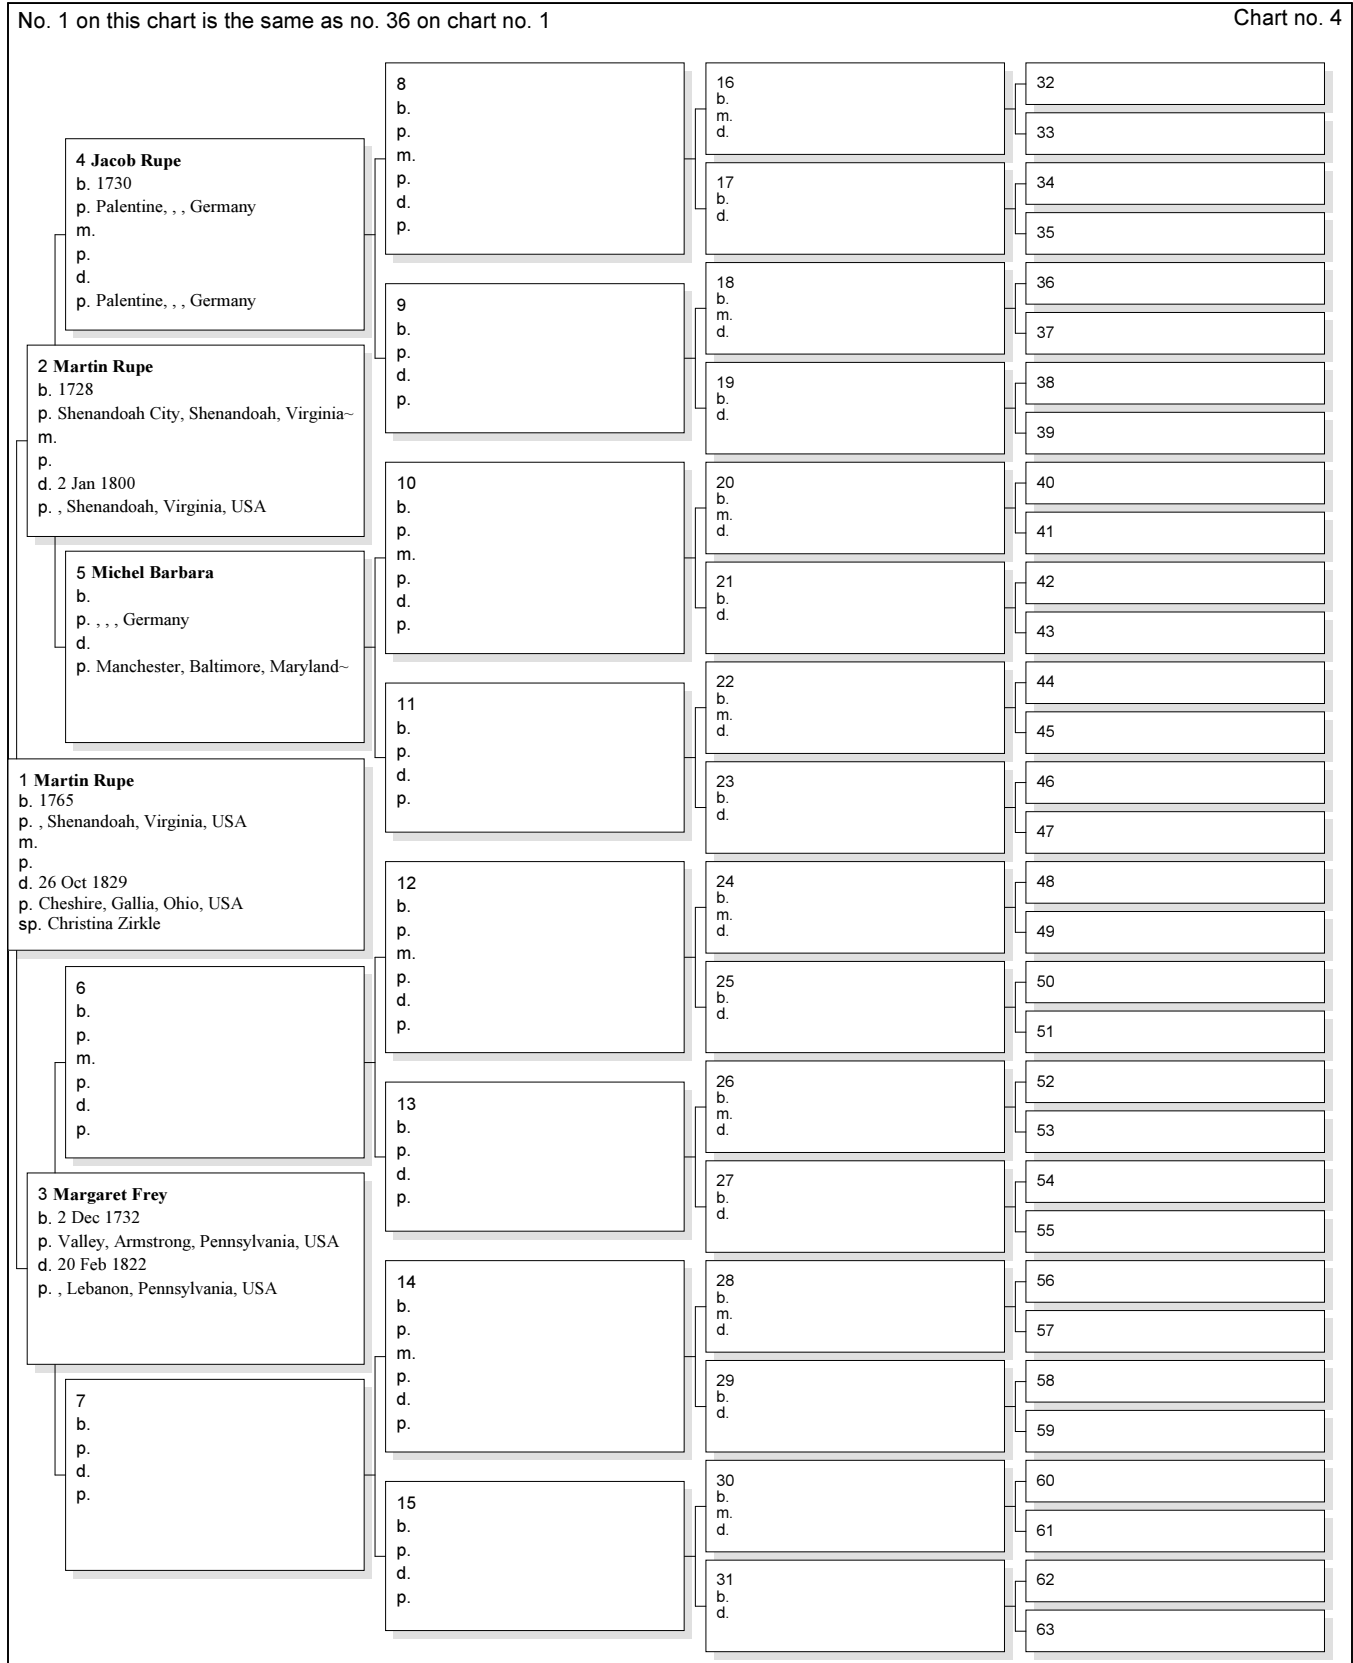 No. 1 on this chart is the same as no. 36 on chart no. 1
Chart no. 4
4 Jacob Rupe
b. 1730
p. Palentine, , , Germany
m.
p.
d.
p. Palentine, , , Germany
2 Martin Rupe
b. 1728
p. Shenandoah City, Shenandoah, Virginia~
m.
p.
d. 2 Jan 1800
p. , Shenandoah, Virginia, USA
5 Michel Barbara
b.
p. , , , Germany
d.
p. Manchester, Baltimore, Maryland~
1 Martin Rupe
b. 1765
p. , Shenandoah, Virginia, USA
m.
p.
d. 26 Oct 1829
p. Cheshire, Gallia, Ohio, USA
sp. Christina Zirkle
6
b.
p.
m.
p.
d.
p.
3 Margaret Frey
b. 2 Dec 1732
p. Valley, Armstrong, Pennsylvania, USA
d. 20 Feb 1822
p. , Lebanon, Pennsylvania, USA
7
b.
p.
d.
p.
8
b.
p.
m.
p.
d.
p.
9
b.
p.
d.
p.
10
b.
p.
m.
p.
d.
p.
11
b.
p.
d.
p.
12
b.
p.
m.
p.
d.
p.
13
b.
p.
d.
p.
14
b.
p.
m.
p.
d.
p.
15
b.
p.
d.
p.
16
b.
m.
d.
17
b.
d.
18
b.
m.
d.
19
b.
d.
20
b.
m.
d.
21
b.
d.
22
b.
m.
d.
23
b.
d.
24
b.
m.
d.
25
b.
d.
26
b.
m.
d.
27
b.
d.
28
b.
m.
d.
29
b.
d.
30
b.
m.
d.
31
b.
d.
32
33
34
35
36
37
38
39
40
41
42
43
44
45
46
47
48
49
50
51
52
53
54
55
56
57
58
59
60
61
62
63